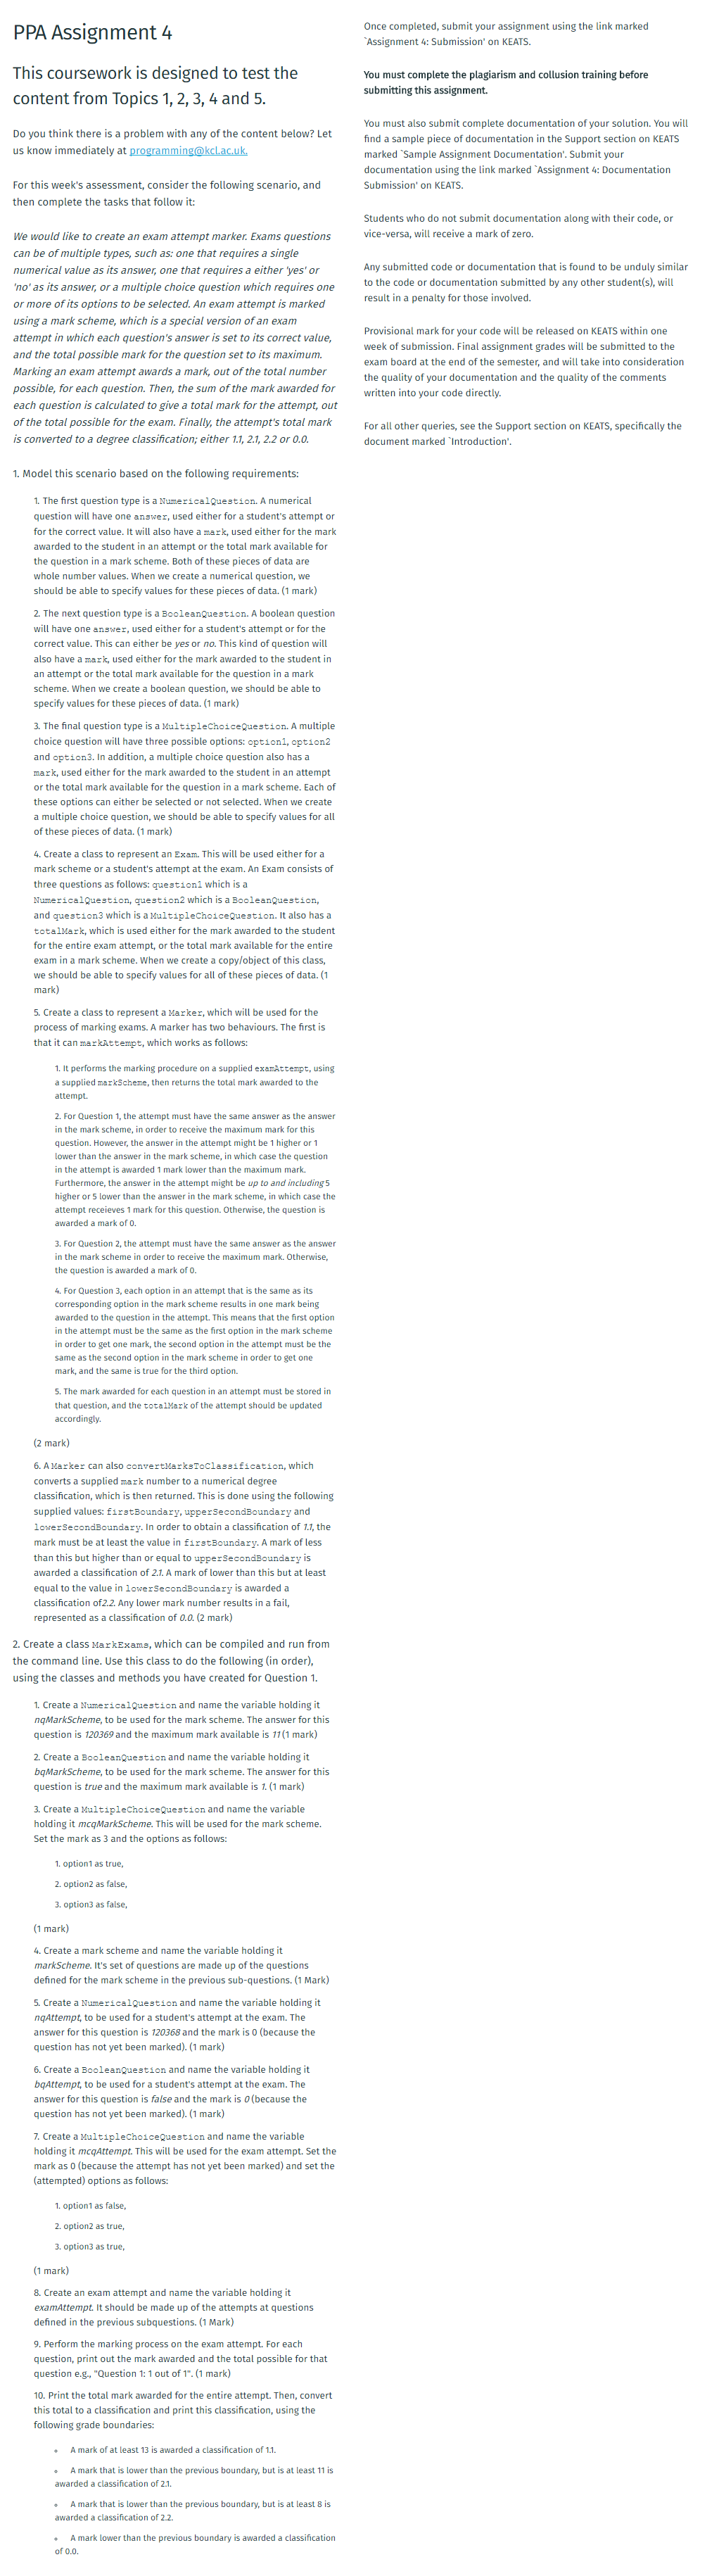 PPA Assignment 4
This coursework is designed to test the
content from Topics 1, 2, 3, 4 and 5.
Do you think there is a problem with any of the content below? Let
us know immediately at programming@kcl.ac.uk.
For this week's assessment, consider the following scenario, and
then complete the tasks that follow it:
We would like to create an exam attempt marker. Exams questions
can be of multiple types, such as: one that requires a single
numerical value as its answer, one that requires a either 'yes' or
'no' as its answer, or a multiple choice question which requires one
or more of its options to be selected. An exam attempt is marked
using a mark scheme, which is a special version of an exam
attempt in which each question's answer is set to its correct value,
and the total possible mark for the question set to its maximum.
Marking an exam attempt awards a mark, out of the total number
possible, for each question. Then, the sum of the mark awarded for
each question is calculated to give a total mark for the attempt, out
of the total possible for the exam. Finally, the attempt's total mark
is converted to a degree classification; either 1.1, 2.1, 2.2 or 0.0.
1. Model this scenario based on the following requirements:
1. The first question type is a NumericalQuestion. A numerical
question will have one answer, used either for a student's attempt or
for the correct value. It will also have a mark, used either for the mark
awarded to the student in an attempt or the total mark available for
the question in a mark scheme. Both of these pieces of data are
whole number values. When we create a numerical question, we
should be able to specify values for these pieces of data. (1 mark)
2. The next question type is a BooleanQuestion. A boolean question
will have one answer, used either for a student's attempt or for the
correct value. This can either be yes or no. This kind of question will
also have a mark, used either for the mark awarded to the student in
an attempt or the total mark available for the question in a mark
scheme. When we create a boolean question, we should be able to
specify values for these pieces of data. (1 mark)
3. The final question type is a MultipleChoiceQuestion. A multiple
choice question will have three possible options: option1, option2
and option3. In addition, a multiple choice question also has a
mark, used either for the mark awarded to the student in an attempt
or the total mark available for the question in a mark scheme. Each of
these options can either be selected or not selected. When we create
a multiple choice question, we should be able to specify values for all
of these pieces of data. (1 mark)
4. Create a class to represent an Exam. This will be used either for a
mark scheme or a student's attempt at the exam. An Exam consists of
three questions as follows: question1 which is a
NumericalQuestion, question2 which is a BooleanQuestion,
and question3 which is a MultipleChoiceQuestion. It also has a
totalMark, which is used either for the mark awarded to the student
for the entire exam attempt, or the total mark available for the entire
exam in a mark scheme. When we create a copy/object of this class,
we should be able to specify values for all of these pieces of data. (1
mark)
5. Create a class to represent a Marker, which will be used for the
process of marking exams. A marker has two behaviours. The first is
that it can markAttempt, which works as follows:
1. It performs the marking procedure on a supplied examAttempt, using
a supplied markScheme, then returns the total mark awarded to the
attempt.
2. For Question 1, the attempt must have the same answer as the answer
in the mark scheme, in order to receive the maximum mark for this
question. However, the answer in the attempt might be 1 higher or 1
lower than the answer in the mark scheme, in which case the question
in the attempt is awarded 1 mark lower than the maximum mark.
Furthermore, the answer in the attempt might be up to and including 5
higher or 5 lower than the answer in the mark scheme, in which case the
attempt receieves 1 mark for this question. Otherwise, the question is
awarded a mark of 0.
3. For Question 2, the attempt must have the same answer as the answer
in the mark scheme in order to receive the maximum mark. Otherwise,
the question is awarded a mark of 0.
4. For Question 3, each option in an attempt that is the same as its
corresponding option in the mark scheme results in one mark being
awarded to the question in the attempt. This means that the first option
in the attempt must be the same as the first option in the mark scheme
in order to get one mark, the second option in the attempt must be the
same as the second option in the mark scheme in order to get one
mark, and the same is true for the third option.
5. The mark awarded for each question in an attempt must be stored in
that question, and the totalMark of the attempt should be updated
accordingly.
(2 mark)
6. A Marker can also convertMarksToClassification, which
converts a supplied mark number to a numerical degree
classification, which is then returned. This is done using the following
supplied values: firstBoundary, upperSecondBoundary and
lowerSecondBoundary. In order to obtain a classification of 1.1, the
mark must be at least the value in firstBoundary. A mark of less
than this but higher than or equal to upperSecondBoundary is
awarded a classification of 2.1. A mark of lower than this but at least
equal to the value in lowerSecondBoundary is awarded a
classification of2.2. Any lower mark number results in a fail,
represented as a classification of 0.0. (2 mark)
2. Create a class MarkExams, which can be compiled and run from
the command line. Use this class to do the following (in order),
using the classes and methods you have created for Question 1.
1. Create a NumericalQuestion and name the variable holding it
nqMarkScheme, to be used for the mark scheme. The answer for this
question is 120369 and the maximum mark available is 11 (1 mark)
2. Create a BooleanQuestion and name the variable holding it
bqMarkScheme, to be used for the mark scheme. The answer for this
question is true and the maximum mark available is 1. (1 mark)
3. Create a MultipleChoiceQuestion and name the variable
holding it mcqMarkScheme. This will be used for the mark scheme.
Set the mark as 3 and the options as follows:
1. option1 as true,
2. option2 as false,
3. option3 as false,
(1 mark)
4. Create a mark scheme and name the variable holding it
markScheme. It's set of questions are made up of the questions
defined for the mark scheme in the previous sub-questions. (1 Mark)
5. Create a NumericalQuestion and name the variable holding it
nqAttempt, to be used for a student's attempt at the exam. The
answer for this question is 120368 and the mark is 0 (because the
question has not yet been marked). (1 mark)
6. Create a BooleanQuestion and name the variable holding it
bqAttempt, to be used for a student's attempt at the exam. The
answer for this question is false and the mark is 0 (because the
question has not yet been marked). (1 mark)
7. Create a MultipleChoiceQuestion and name the variable
holding it mcqAttempt. This will be used for the exam attempt. Set the
mark as 0 (because the attempt has not yet been marked) and set the
(attempted) options as follows:
1. option1 as false,
2. option2 as true,
3. option3 as true,
(1 mark)
8. Create an exam attempt and name the variable holding it
examAttempt. It should be made up of the attempts at questions
defined in the previous subquestions. (1 Mark)
9. Perform the marking process on the exam attempt. For each
question, print out the mark awarded and the total possible for that
question e.g., "Question 1: 1 out of 1". (1 mark)
10. Print the total mark awarded for the entire attempt. Then, convert
this total to a classification and print this classification, using the
following grade boundaries:
• A mark of at least 13 is awarded a classification of 1.1.
• A mark that is lower than the previous boundary, but is at least 11 is
awarded a classification of 2.1.
• A mark that is lower than the previous boundary, but is at least 8 is
awarded a classification of 2.2.
• A mark lower than the previous boundary is awarded a classification
of 0.0.
Once completed, submit your assignment using the link marked
`Assignment 4: Submission' on KEATS.
You must complete the plagiarism and collusion training before
submitting this assignment.
You must also submit complete documentation of your solution. You will
find a sample piece of documentation in the Support section on KEATS
marked `Sample Assignment Documentation'. Submit your
documentation using the link marked `Assignment 4: Documentation
Submission' on KEATS.
Students who do not submit documentation along with their code, or
vice-versa, will receive a mark of zero.
Any submitted code or documentation that is found to be unduly similar
to the code or documentation submitted by any other student(s), will
result in a penalty for those involved.
Provisional mark for your code will be released on KEATS within one
week of submission. Final assignment grades will be submitted to the
exam board at the end of the semester, and will take into consideration
the quality of your documentation and the quality of the comments
written into your code directly.
For all other queries, see the Support section on KEATS, specifically the
document marked `Introduction'.